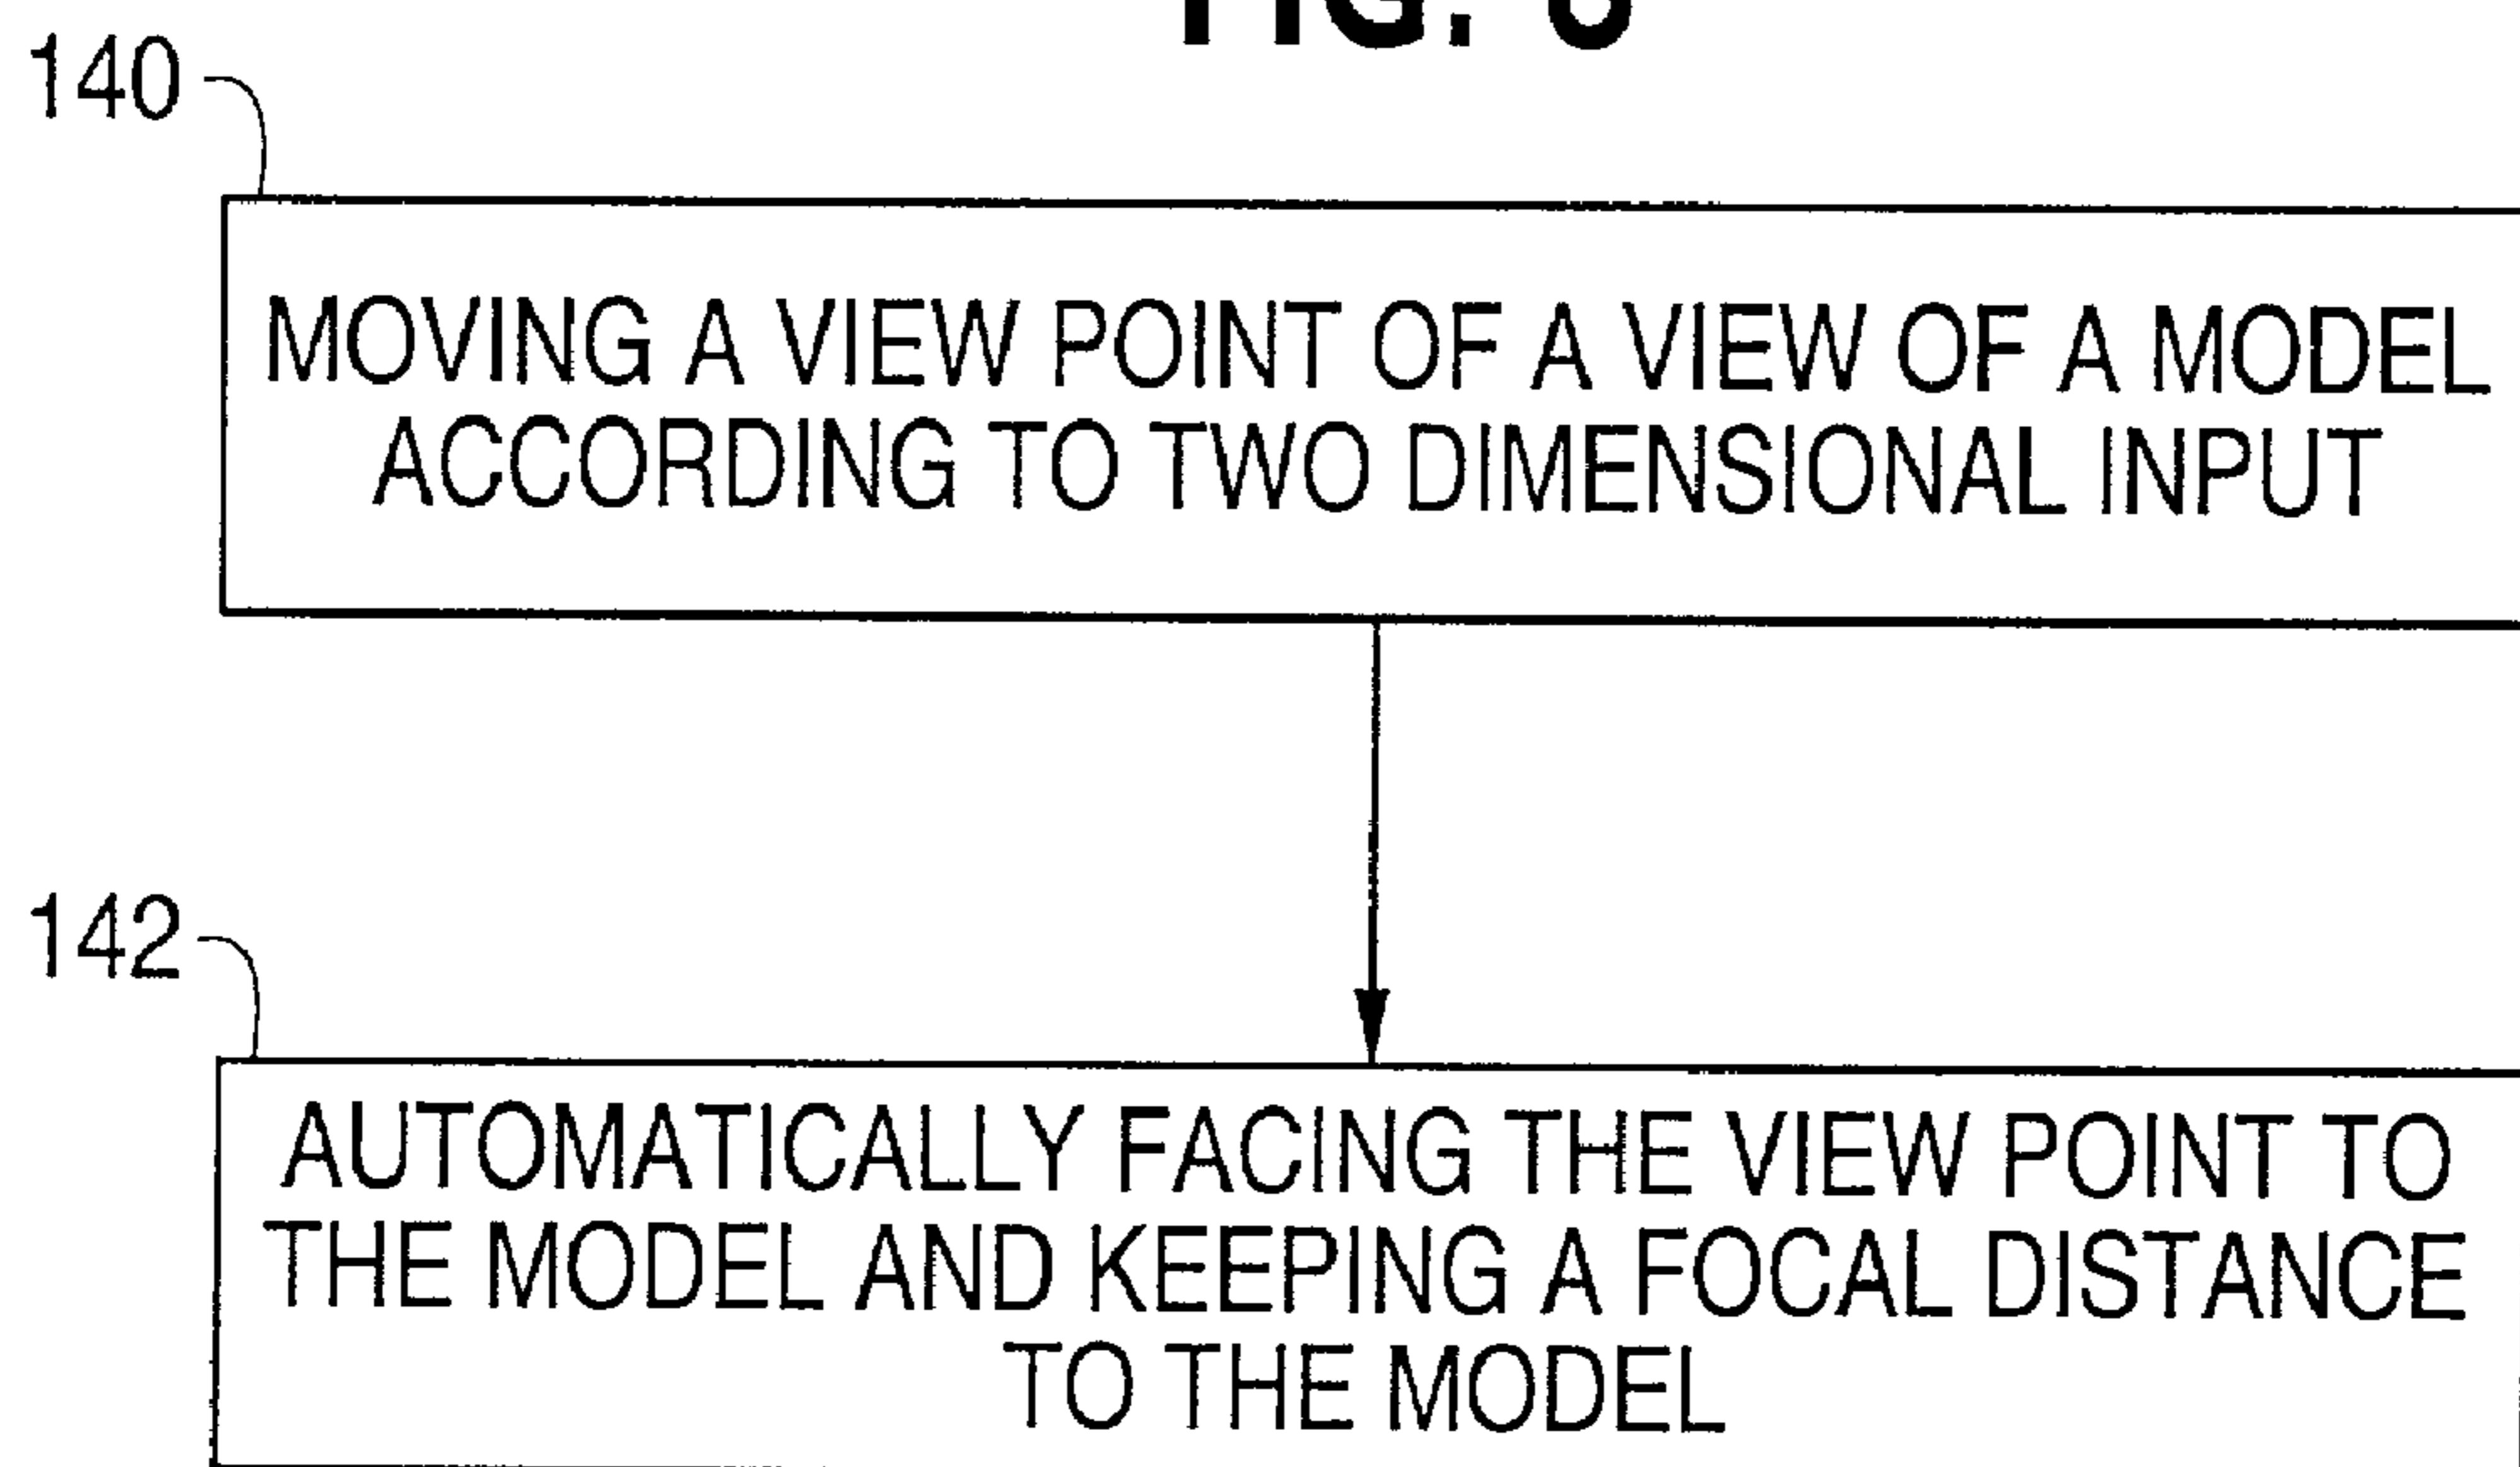 FIG.
140
MOVING A VIEW POINT OF A VIEW OF A MODEL
ACCORDING TO TWO DIMENSIONAL INPUT
142
AUTOMATICALLY FACING THE VIEW POINT TO
THE MODEL AND KEEPING A FOCAL DISTANCE
TO THE MODEL